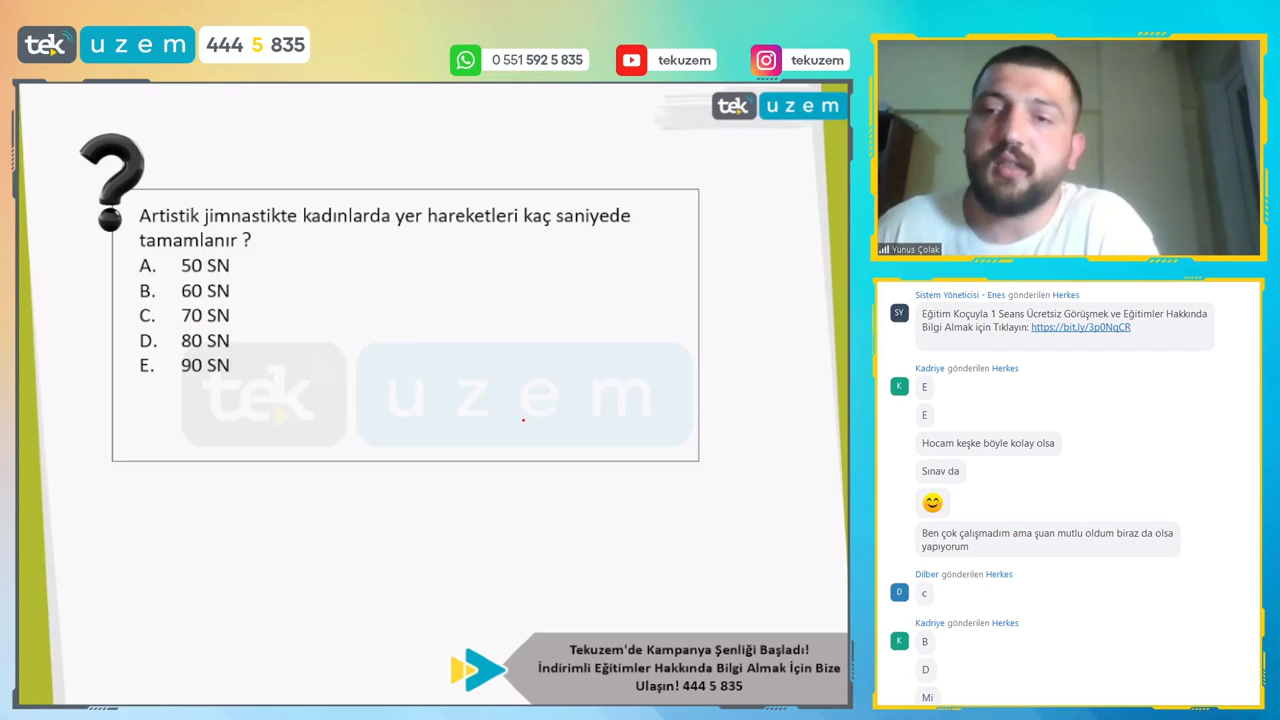 tek uzem 444 5 835
0 551 592 5 835
tekuzem
tekuzem
tek uzem
?
Artistik jimnastikte kadınlarda yer hareketleri kaç saniyede
tamamlanır ?
A. 50 SN
B. 60 SN
C. 70 SN
D. 80 SN
E. 90 SN
tek uzem
Tekuzem'de Kampanya Şenliği Başladı!
İndirimli Eğitimler Hakkında Bilgi Almak İçin Bize
Ulaşın! 444 5 835
Yunus Çolak
Sistem Yöneticisi - Enes gönderilen Herkes
SY
Eğitim Koçuyla 1 Seans Ücretsiz Görüşmek ve Eğitimler Hakkında
Bilgi Almak için Tıklayın: https://bit.ly/3p0NqCR
Kadriye gönderilen Herkes
K
E
E
Hocam keşke böyle kolay olsa
Sınav da
Ben çok çalışmadım ama şuan mutlu oldum biraz da olsa
yapıyorum
Dilber gönderilen Herkes
D
c
Kadriye gönderilen Herkes
K
B
D
Mi